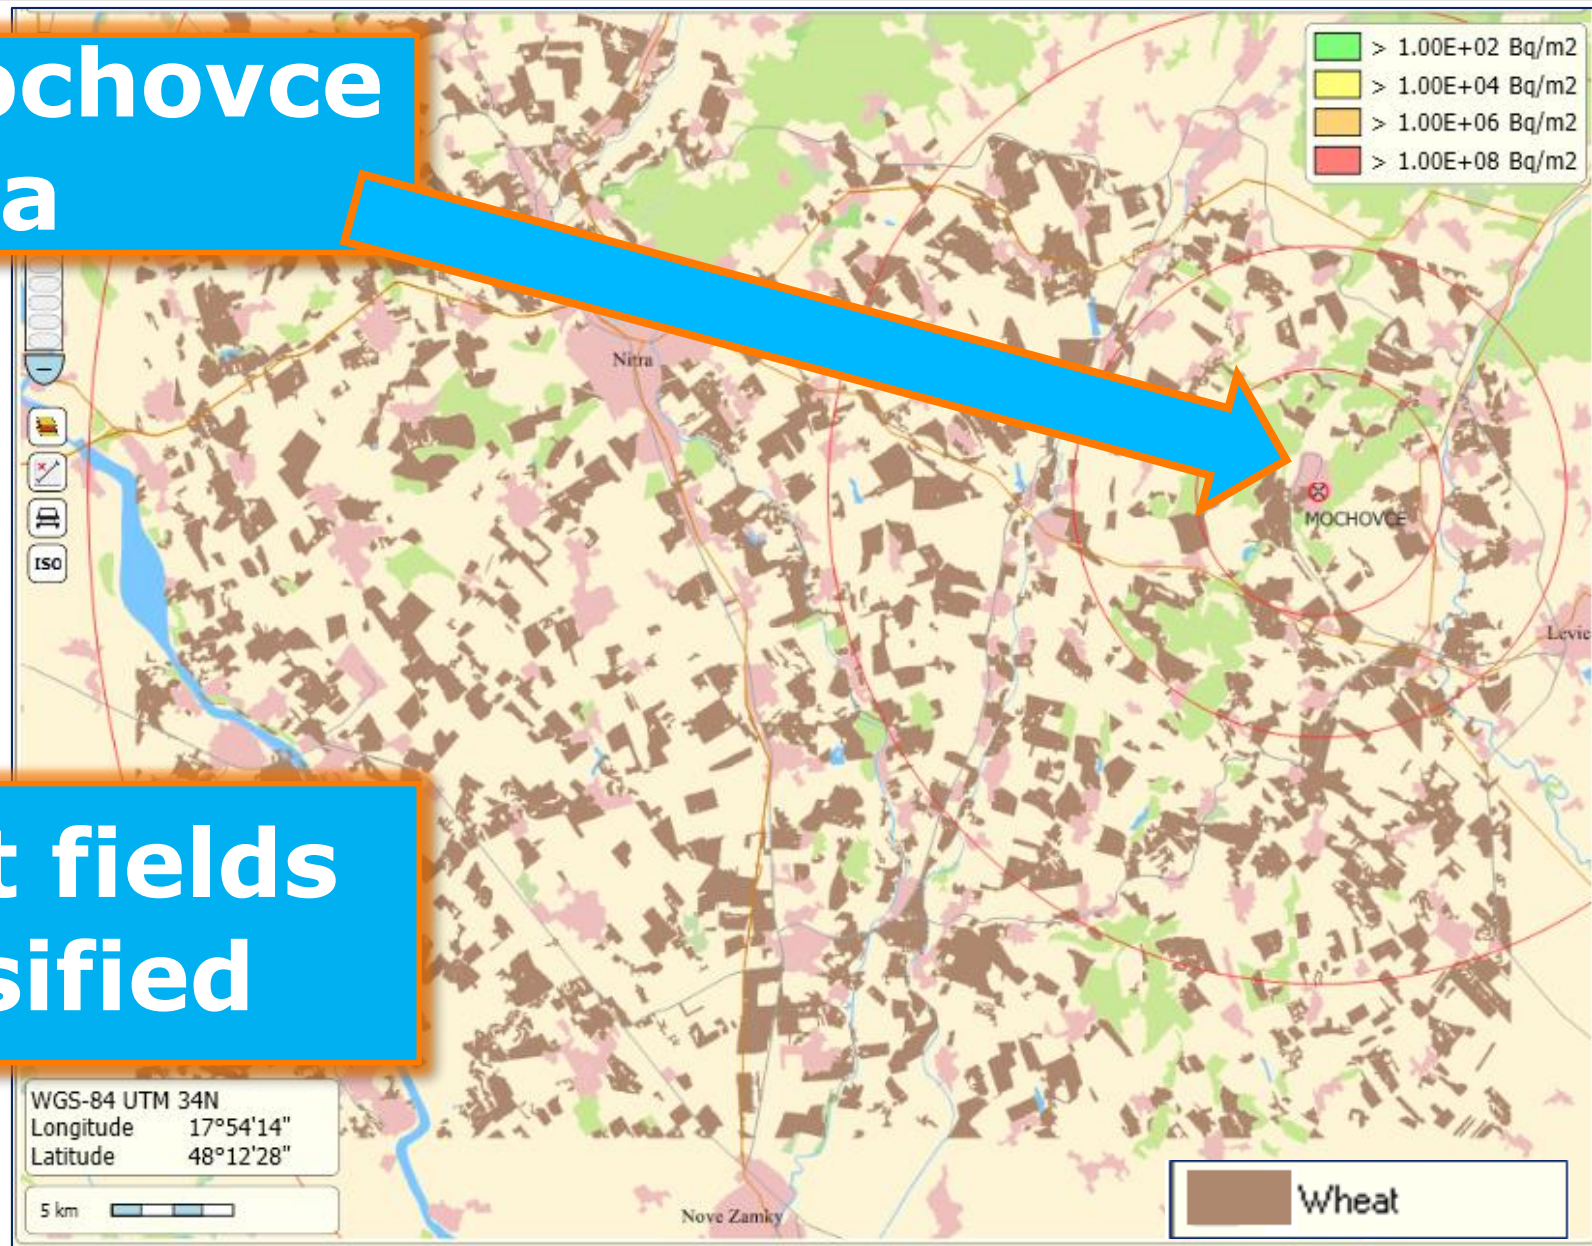 ochovce
a
> 1.00E+02 Bq/m2
> 1.00E+04 Bq/m2
> 1.00E+06 Bq/m2
> 1.00E+08 Bq/m2
Nitra
ISO
MOCHOVCE
Levic
t fields
sified
WGS-84 UTM 34N
Longitude 17°54'14"
Latitude 48°12'28"
5 km
Nove Zamky
Wheat